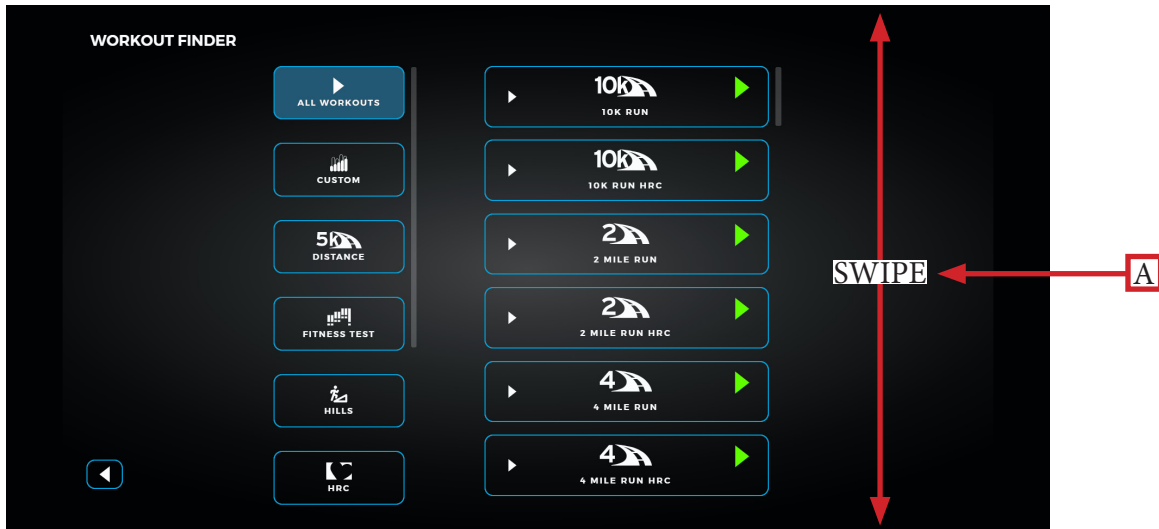 WORKOUT FINDER
ALL WORKOUTS
CUSTOM
5K
DISTANCE
FITNESS TEST
HILLS
HRC
10K
10K RUN
10K
10K RUN HRC
2
2 MILE RUN
2
2 MILE RUN HRC
4
4 MILE RUN
4
4 MILE RUN HRC
SWIPE
A